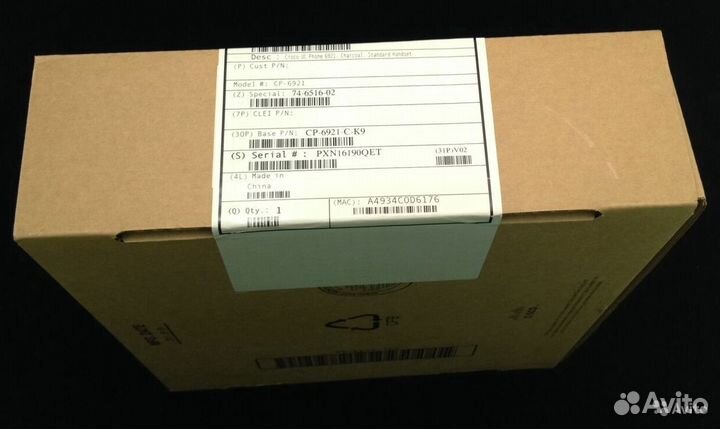 Desc : Cisco UC Phone 6921, Charcoal, Standard Handset
(P) Cust P/N:
Model #: CP-6921
(Z) Special: 74-6516-02
(7P) CLEI P/N:
(30P) Base P/N: CP-6921-C-K9
(S) Serial # : PXN16190QET (31P)V02
(4L) Made in
China
(Q) Qty.: 1 (MAC): A4934C0D6176
Avito
Avito